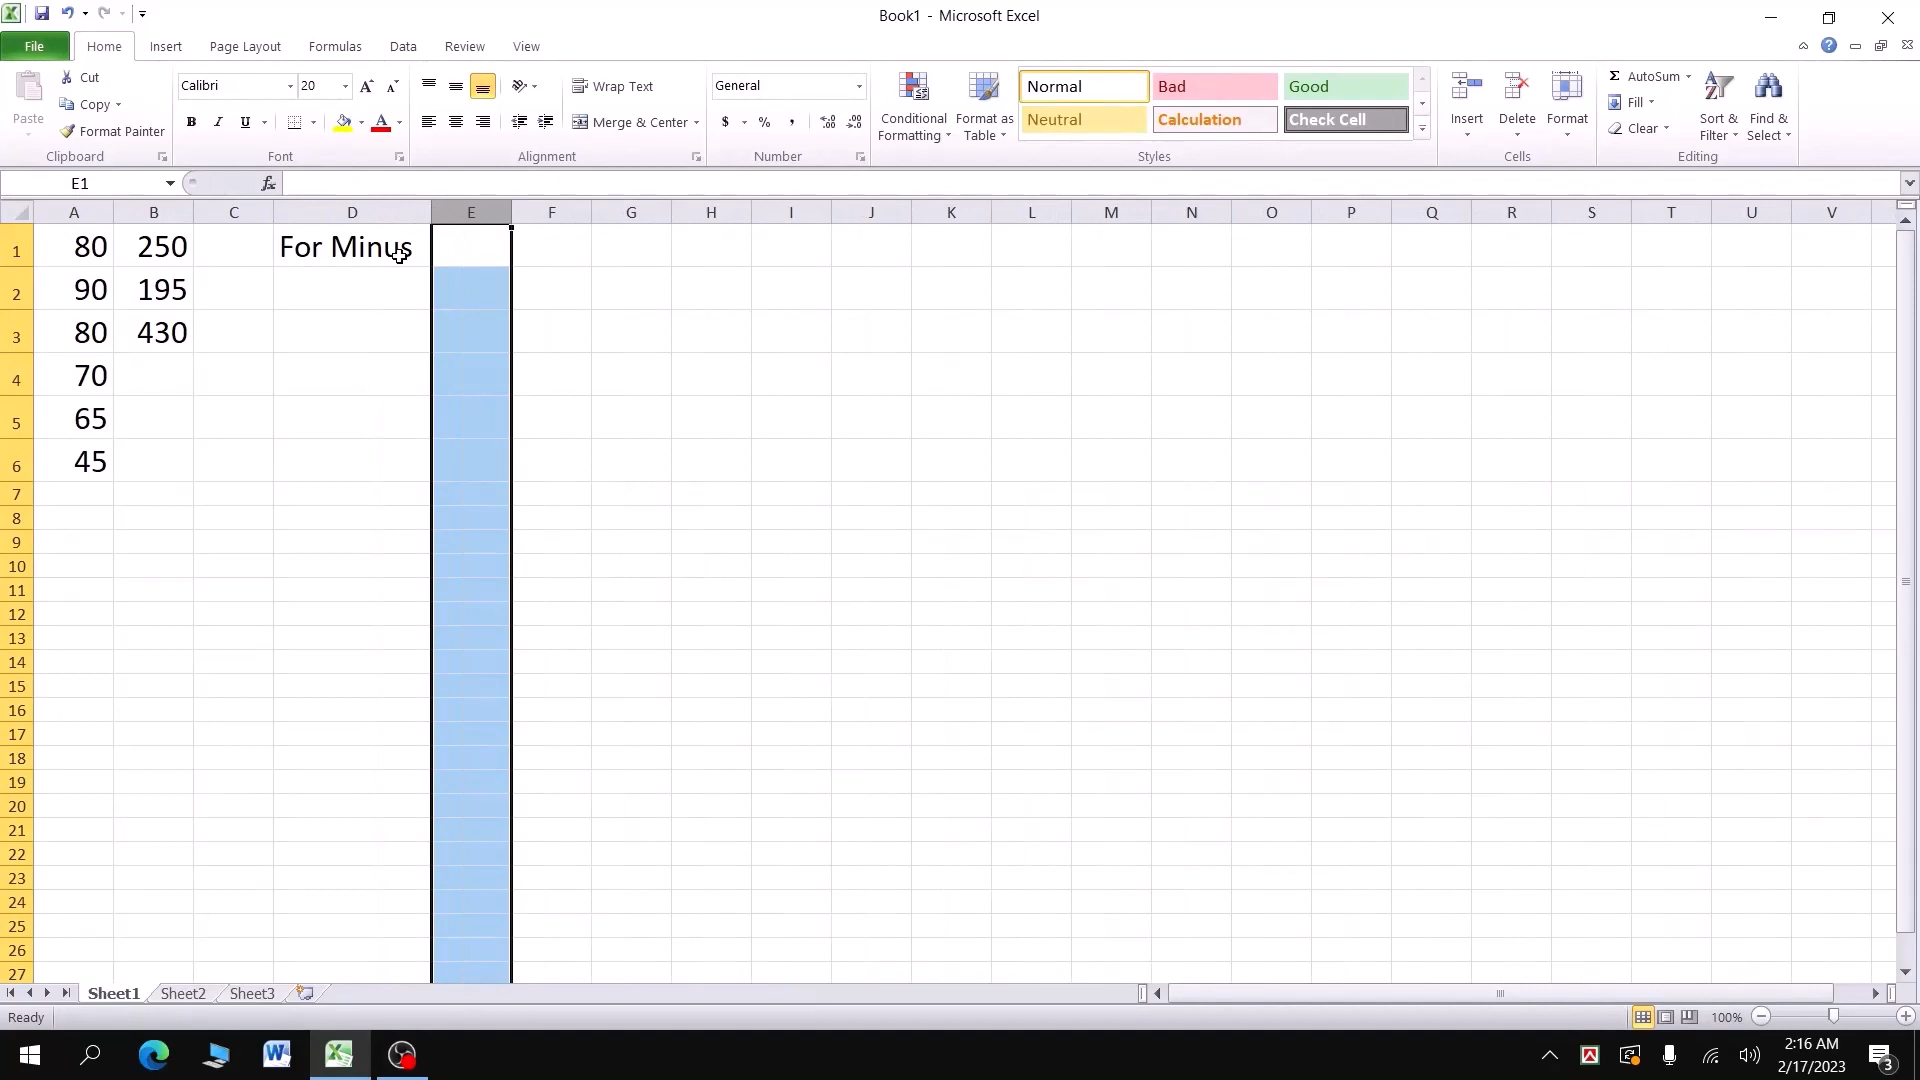 Book1 - Microsoft Excel
File Home Insert Page Layout Formulas Data Review View
Paste
Cut
Copy
Format Painter
Clipboard
Calibri 20
B I U
Font
Wrap Text
Merge & Center
Alignment
General
$ % ,
Number
Conditional Formatting
Format as Table
Normal Bad Good
Neutral Calculation Check Cell
Styles
Insert Delete Format
Cells
Σ AutoSum
Fill
Clear
Sort & Filter
Find & Select
Editing
E1 fx
A B C D E F G H I J K L M N O P Q R S T U V
1 80 250 For Minus
2 90 195
3 80 430
4 70
5 65
6 45
7
8
9
10
11
12
13
14
15
16
17
18
19
20
21
22
23
24
25
26
27
Sheet1 Sheet2 Sheet3
Ready 100%
2:16 AM
2/17/2023
3